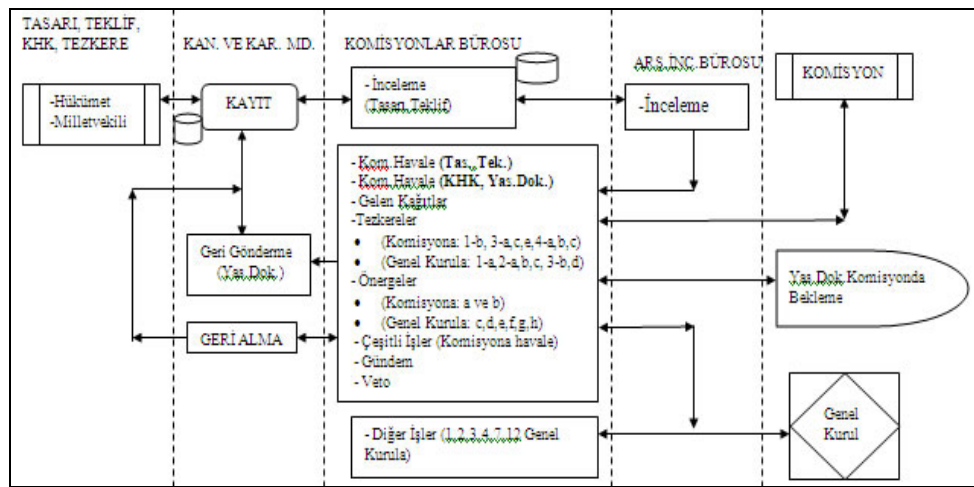 TASARI, TEKLİF,
KHK, TEZKERE
KAN. VE KAR. MD.
KOMİSYONLAR BÜROSU
ARŞ.İNC.BÜROSU
-Hükümet
-Milletvekili
KAYIT
-İnceleme
(Tasarı,Teklif)
-İnceleme
KOMİSYON
- Kom.Havale (Tas., Tek.)
- Kom.Havale (KHK, Yas.Dok.)
- Gelen Kağıtlar
-Tezkereler
• (Komisyona: 1-b, 3-a,c,e,4-a,b,c)
• (Genel Kurula: 1-a,2-a,b,c, 3-b,d)
- Önergeler
• (Komisyona: a ve b)
• (Genel Kurula: c,d,e,f,g,h)
- Çeşitli İşler (Komisyona havale)
- Gündem
- Veto
Geri Gönderme
(Yas.Dok.)
GERİ ALMA
Yas.Dok.Komisyonda
Bekleme
- Diğer İşler (1,2,3,4,7,12 Genel
Kurula)
Genel
Kurul